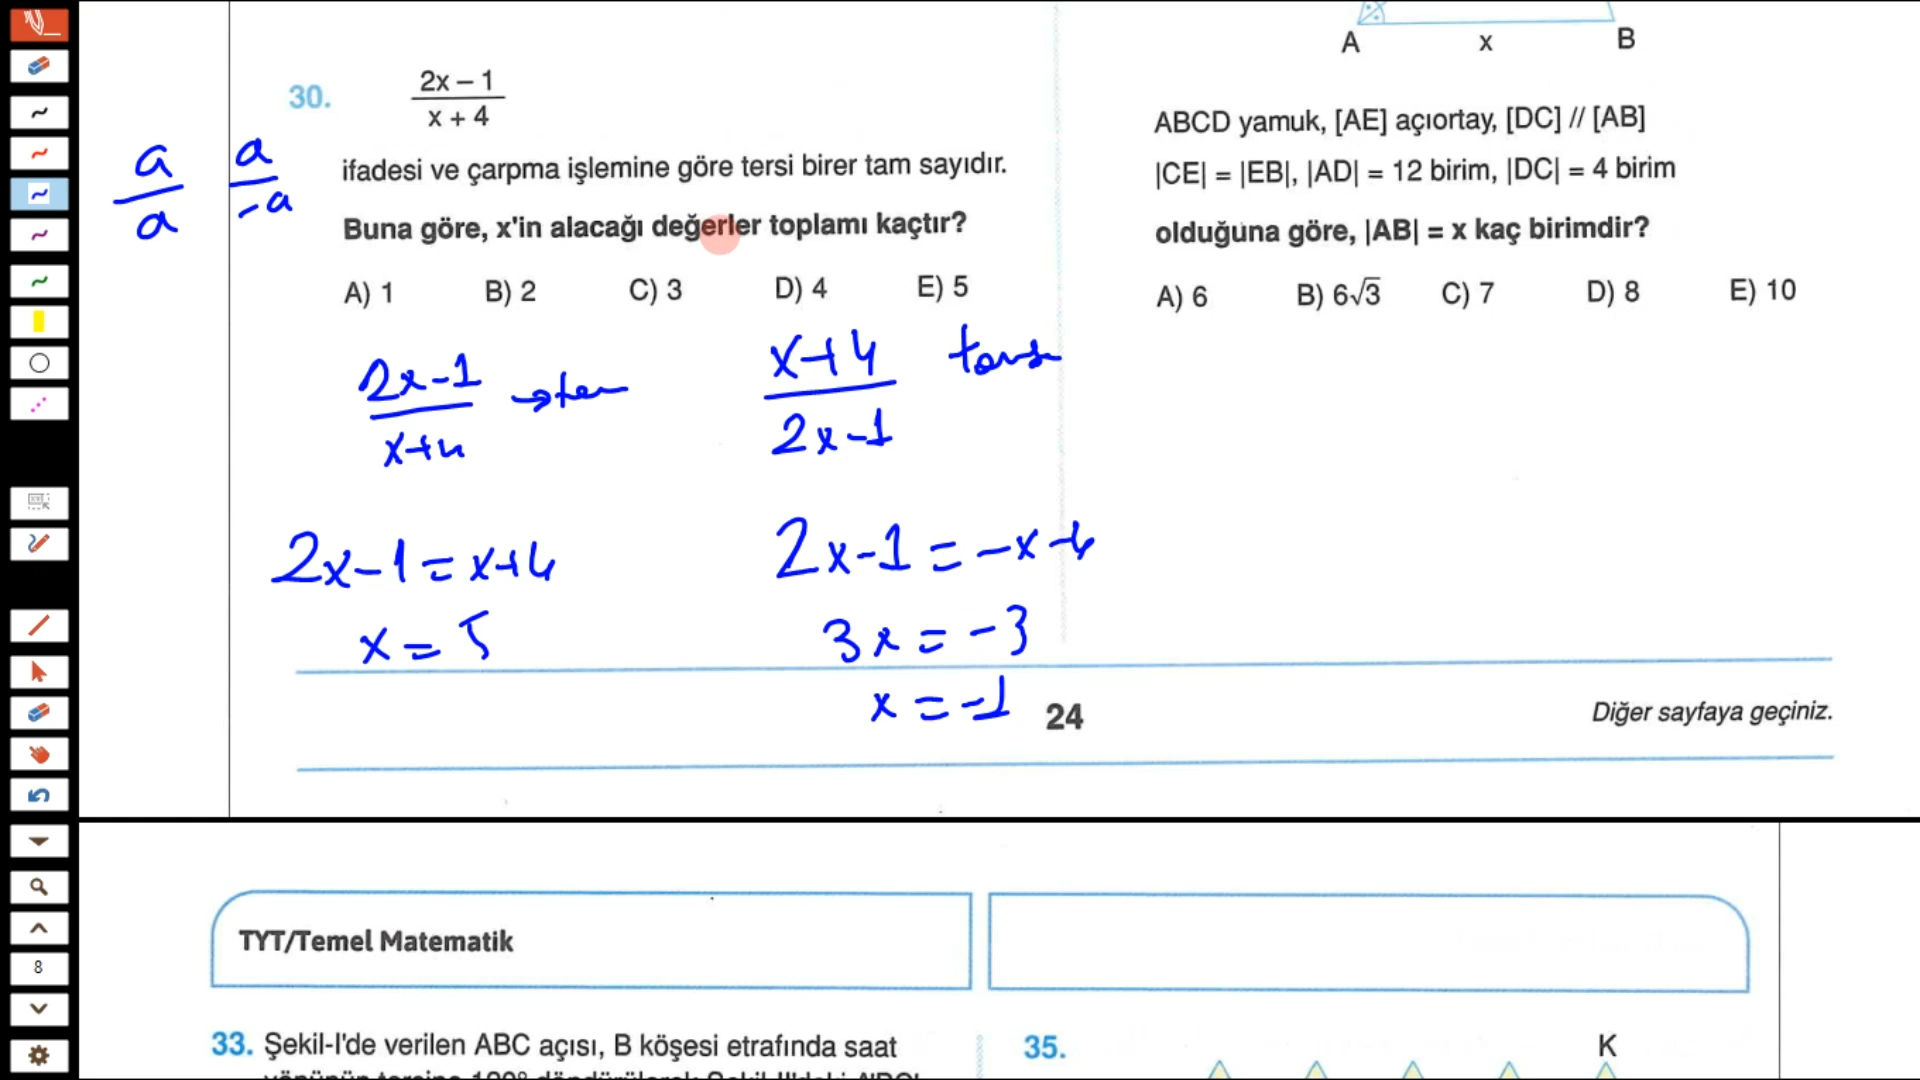 30.
2x – 1
x + 4
ifadesi ve çarpma işlemine göre tersi birer tam sayıdır.
Buna göre, x'in alacağı değerler toplamı kaçtır?
A) 1 B) 2 C) 3 D) 4 E) 5
a
a
a
-a
2x-1
x+4
x+4
2x-1
2x-1=x+4
x=5
2x-1=-x-4
3x=-3
x=-1
A x B
ABCD yamuk, [AE] açıortay, [DC] // [AB]
|CE| = |EB|, |AD| = 12 birim, |DC| = 4 birim
olduğuna göre, |AB| = x kaç birimdir?
A) 6 B) 6√3 C) 7 D) 8 E) 10
24
Diğer sayfaya geçiniz.
TYT/Temel Matematik
33. Şekil-I'de verilen ABC açısı, B köşesi etrafında saat
35.
K
8